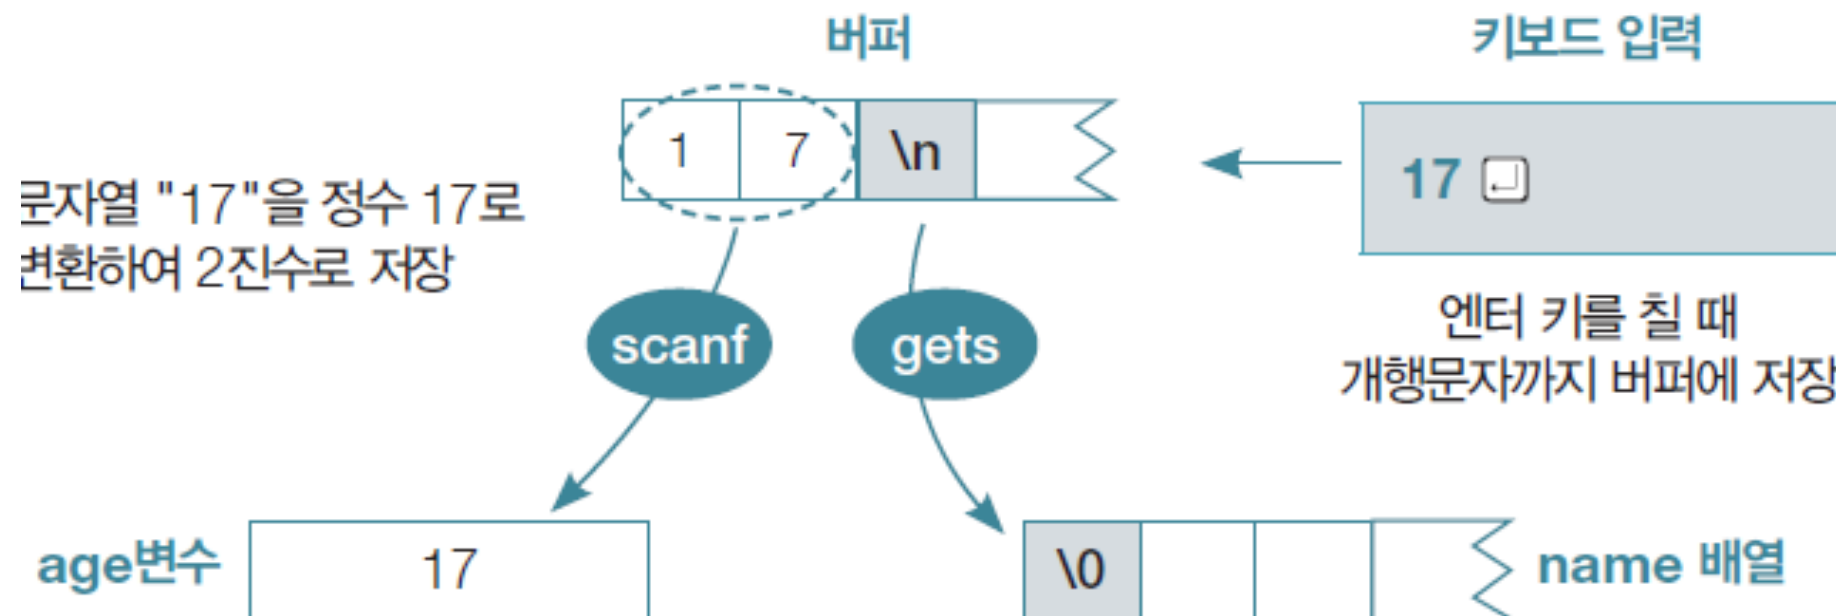 버퍼
키보드 입력
1 7 \n
17
문자열 "17"을 정수 17로
변환하여 2진수로 저장
엔터 키를 칠 때
개행문자까지 버퍼에 저장
scanf
gets
age변수
17
\0
name 배열